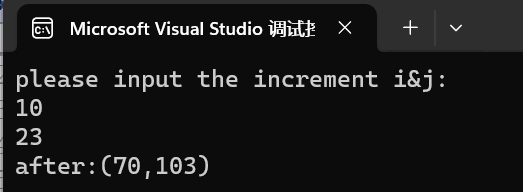 Microsoft Visual Studio 调试
please input the increment i&j:
10
23
after:(70,103)